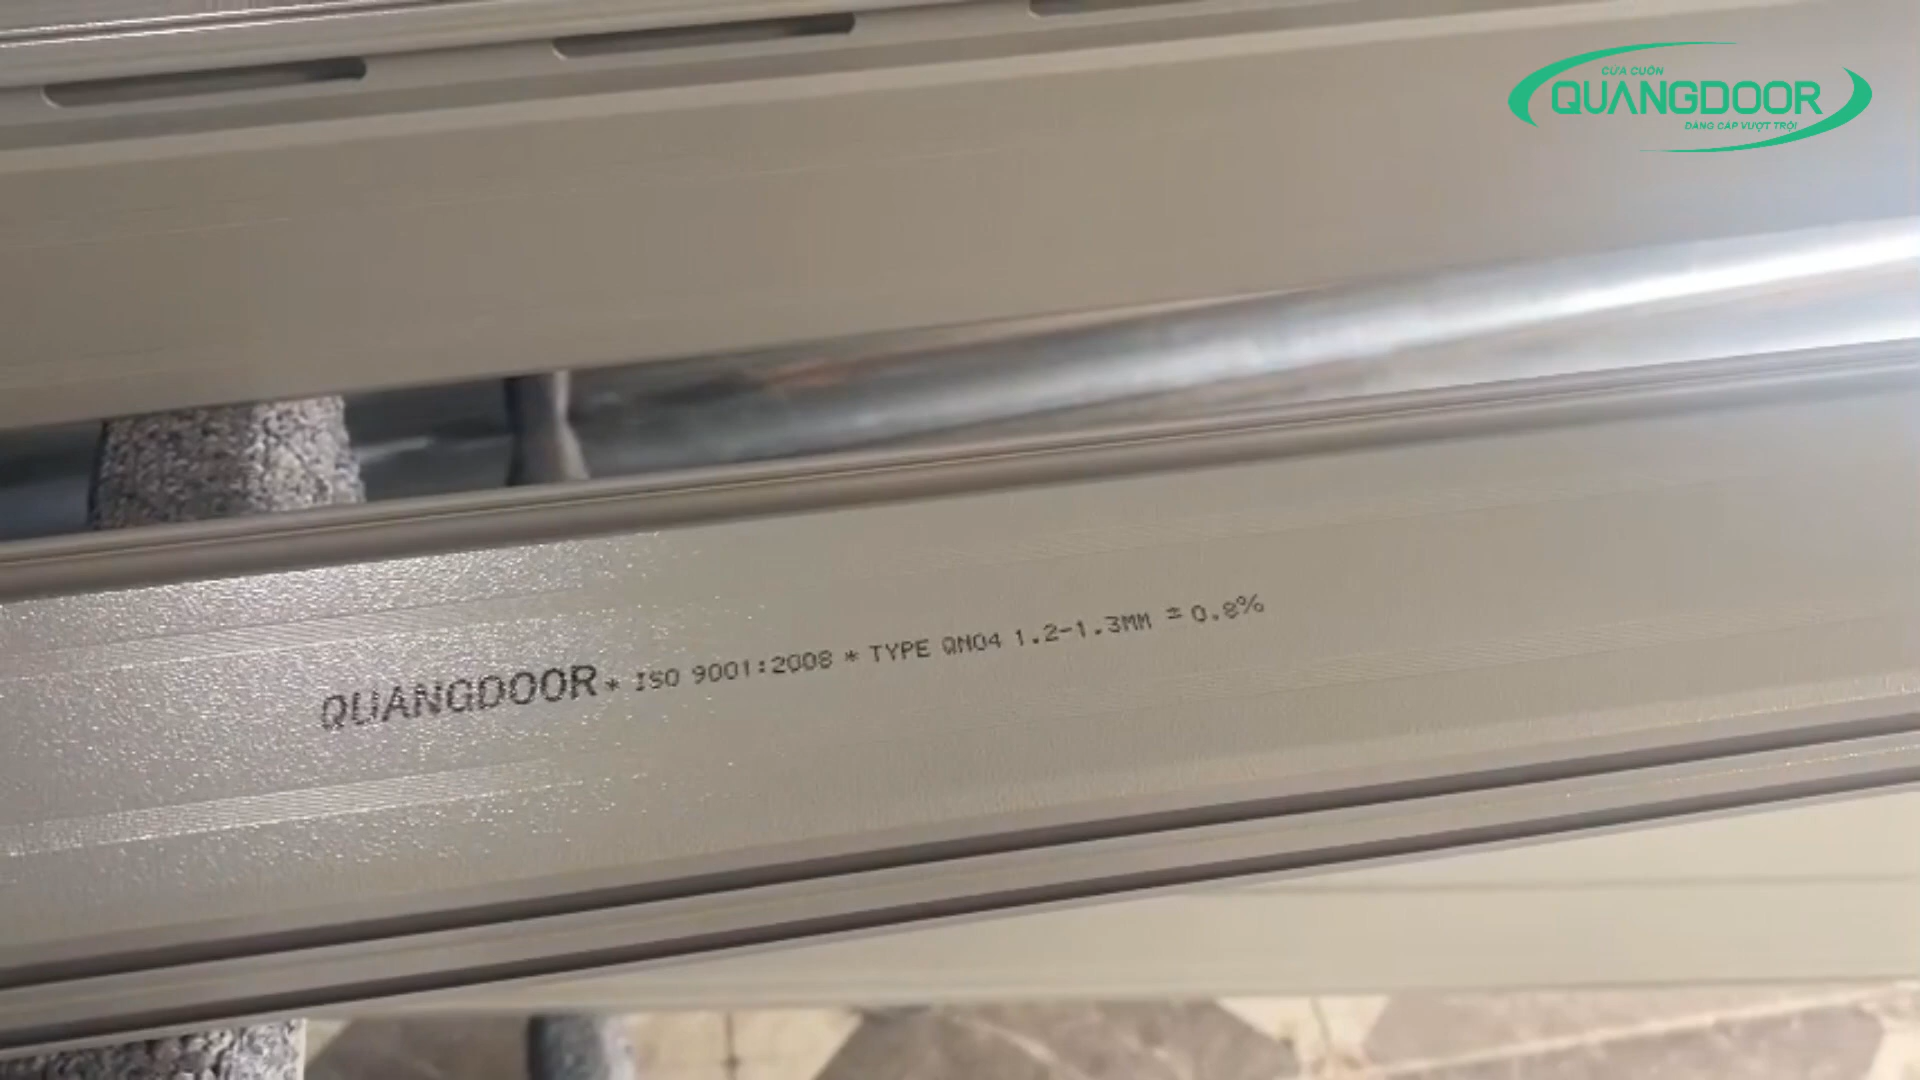 CỬA CUỐN
QUANGDOOR
ĐẲNG CẤP VƯỢT TRỘI
QUANGDOOR * ISO 9001:2008 * TYPE QN04 1.2-1.3MM ± 0.8%